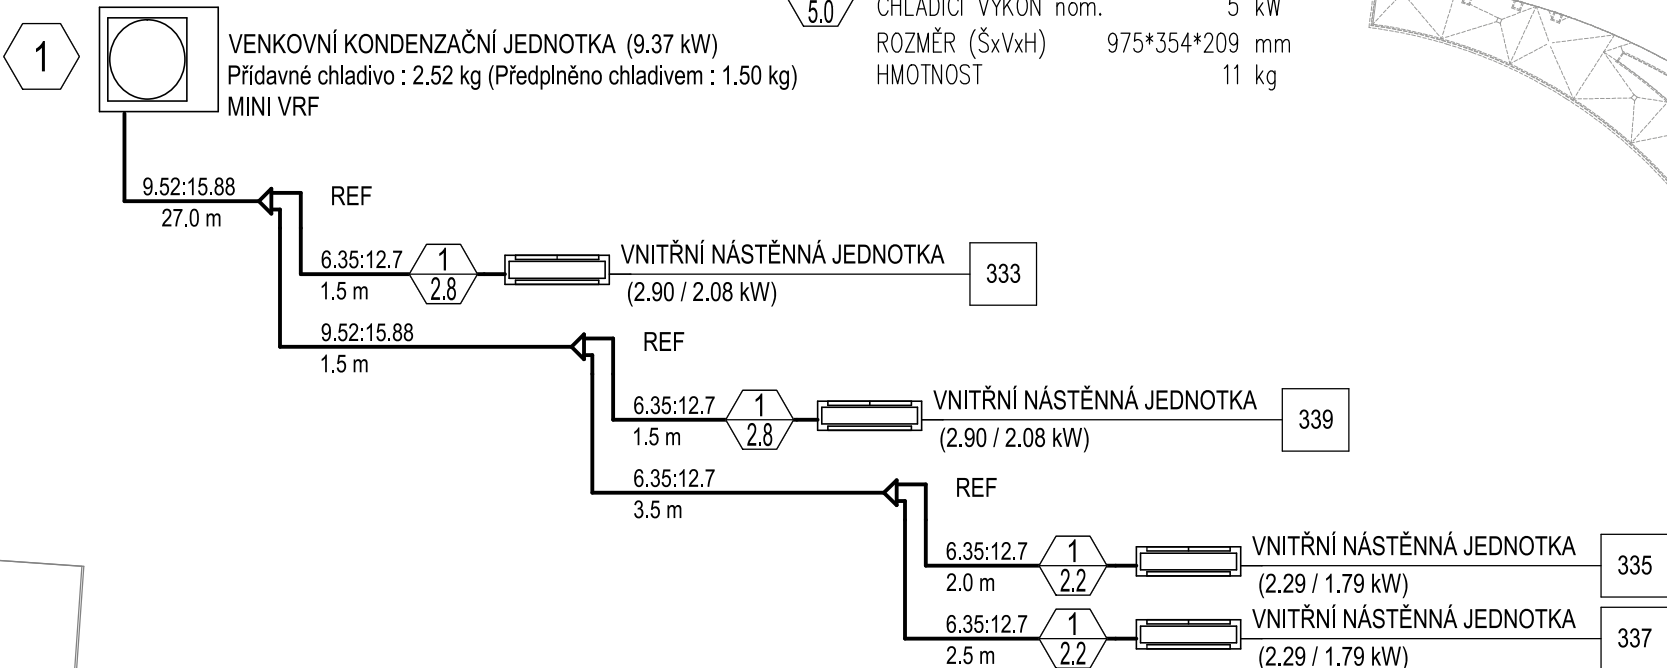 5.0
CHLADÍCÍ VÝKON nom. 5 kW
ROZMĚR (ŠxVxH) 975*354*209 mm
HMOTNOST 11 kg
1
VENKOVNÍ KONDENZAČNÍ JEDNOTKA (9.37 kW)
Přídavné chladivo : 2.52 kg (Předplněno chladivem : 1.50 kg)
MINI VRF
9.52:15.88
27.0 m
REF
6.35:12.7
1.5 m
1
2.8
VNITŘNÍ NÁSTĚNNÁ JEDNOTKA
(2.90 / 2.08 kW)
333
9.52:15.88
1.5 m
REF
6.35:12.7
1.5 m
1
2.8
VNITŘNÍ NÁSTĚNNÁ JEDNOTKA
(2.90 / 2.08 kW)
339
6.35:12.7
3.5 m
REF
6.35:12.7
2.0 m
1
2.2
VNITŘNÍ NÁSTĚNNÁ JEDNOTKA
(2.29 / 1.79 kW)
335
6.35:12.7
2.5 m
1
2.2
VNITŘNÍ NÁSTĚNNÁ JEDNOTKA
(2.29 / 1.79 kW)
337